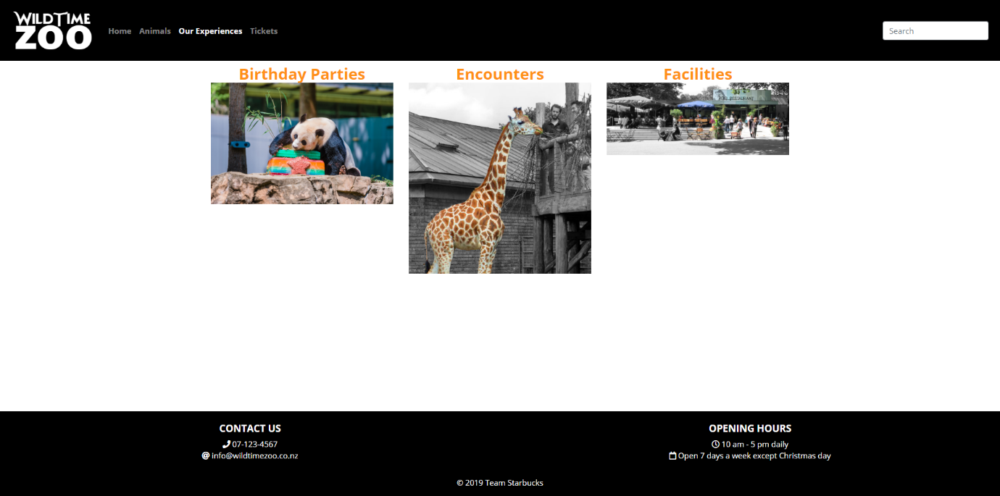 WILDTIME
ZOO
Home Animals Our Experiences Tickets
Search
Birthday Parties
Encounters
Facilities
CONTACT US
07-123-4567
info@wildtimezoo.co.nz
OPENING HOURS
10 am - 5 pm daily
Open 7 days a week except Christmas day
© 2019 Team Starbucks